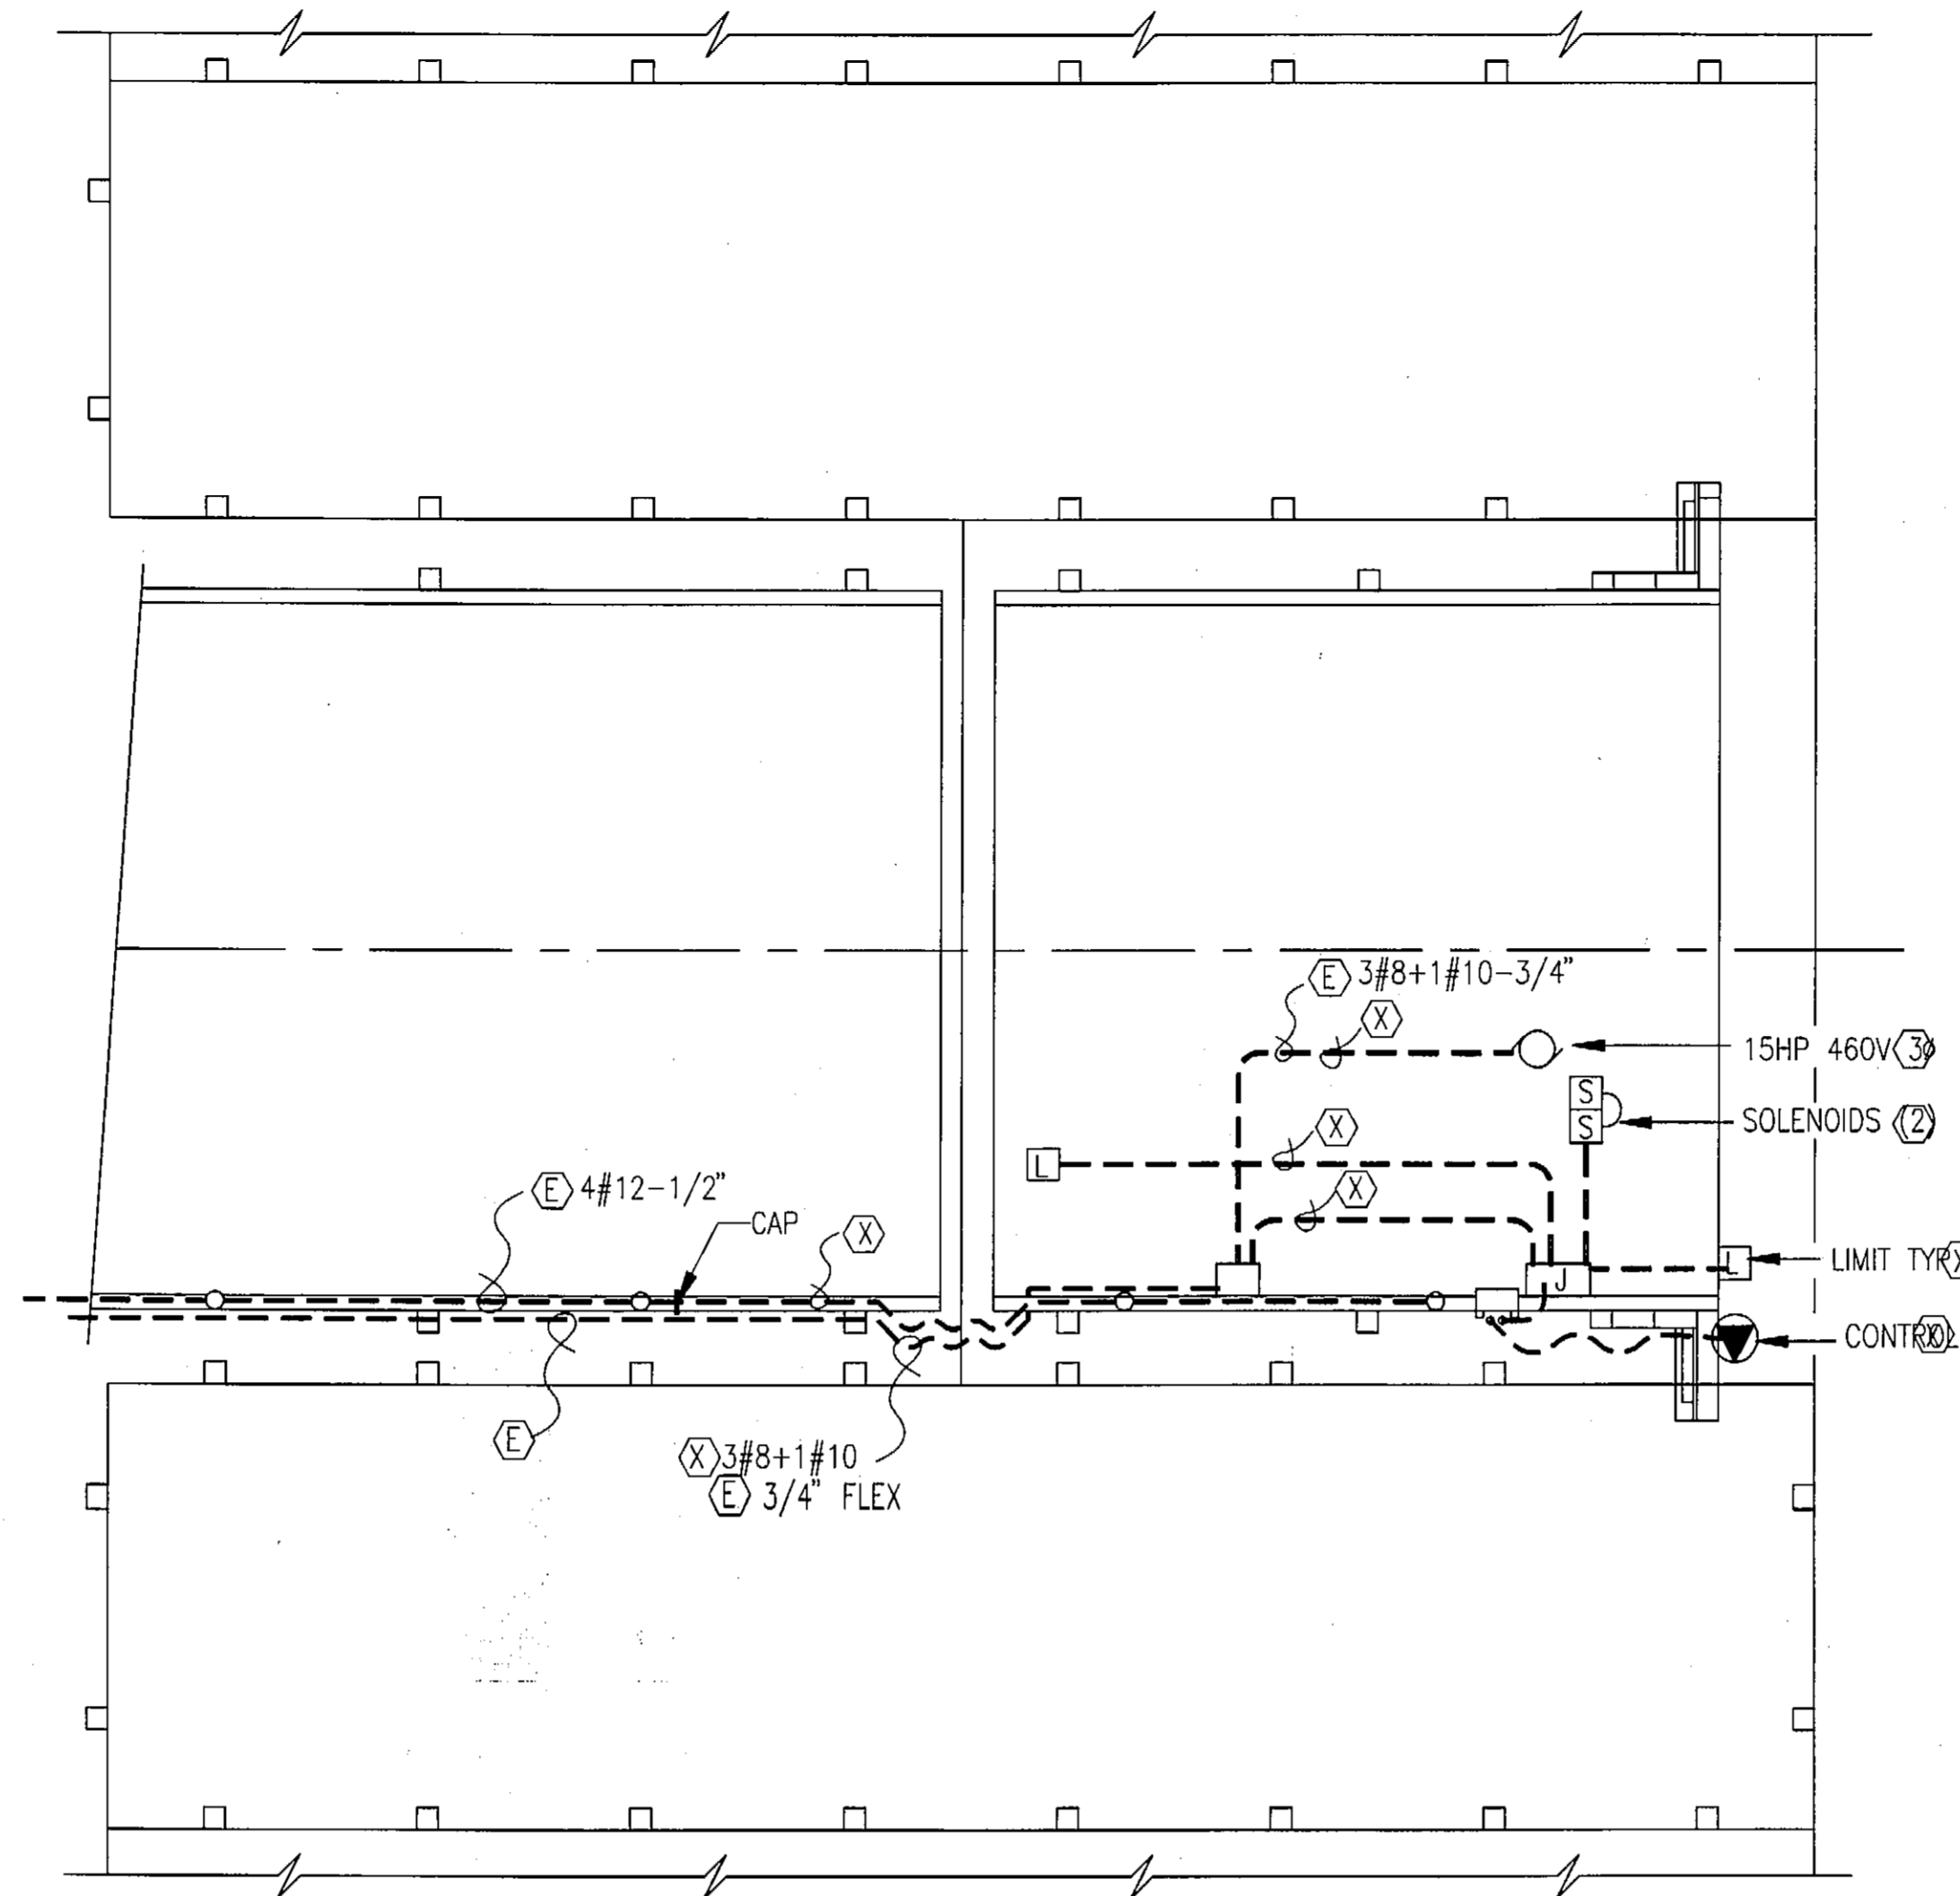 E 3#8+1#10-3/4"
X
15HP 460V 3ø
S
S
SOLENOIDS (2)
X
L
X
E 4#12-1/2"
CAP
X
J
L
LIMIT TYP X
E
X 3#8+1#10
E 3/4" FLEX